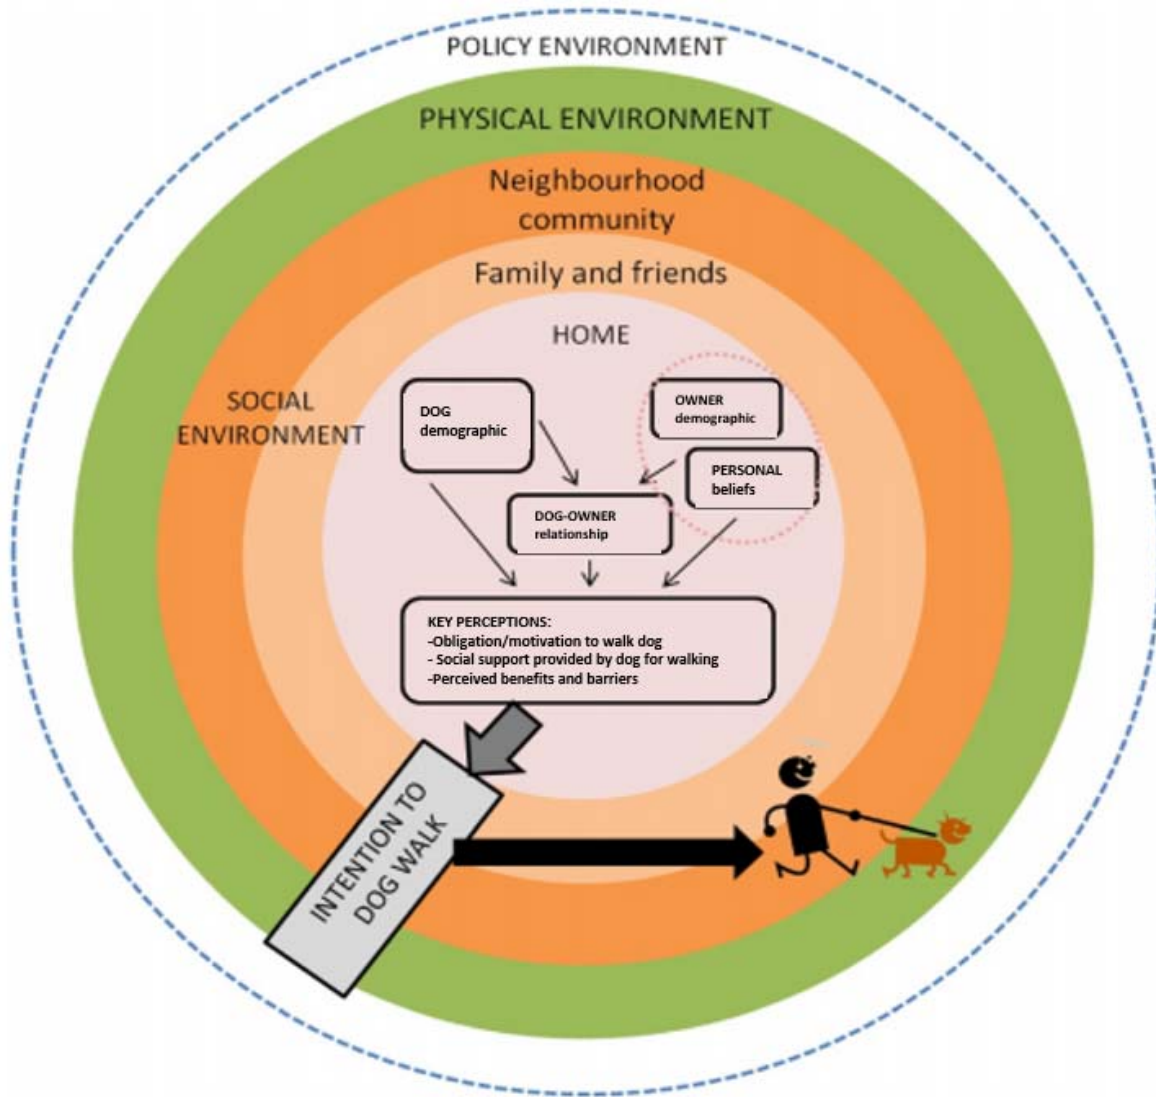 POLICY ENVIRONMENT
PHYSICAL ENVIRONMENT
Neighbourhood
community
Family and friends
HOME
SOCIAL
ENVIRONMENT
DOG
demographic
OWNER
demographic
PERSONAL
beliefs
DOG-OWNER
relationship
KEY PERCEPTIONS:
-Obligation/motivation to walk dog
- Social support provided by dog for walking
-Perceived benefits and barriers
INTENTION TO
DOG WALK